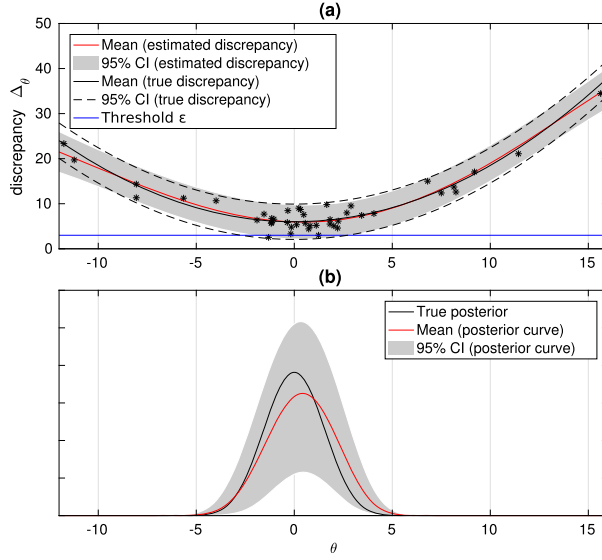 (a)
50
40
30
20
10
0
discrepancy Δθ
Mean (estimated discrepancy)
95% CI (estimated discrepancy)
Mean (true discrepancy)
95% CI (true discrepancy)
Threshold ε
-10 -5 0 5 10 15
(b)
True posterior
Mean (posterior curve)
95% CI (posterior curve)
-10 -5 0 5 10 15
θ